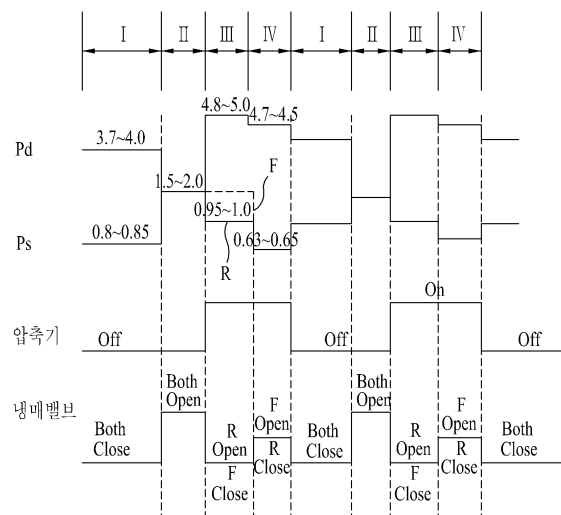 I II III IV I II III IV
4.8~5.0
4.7~4.5
3.7~4.0
Pd
F
1.5~2.0
0.95~1.0
0.8~0.85
0.63~0.65
Ps
R
On
압축기
Off Off Off
Both Open
Both Open
냉매밸브
F Open
F Open
Both Close
R Open
R Close
Both Close
R Open
R Close
Both Close
F Close
F Close